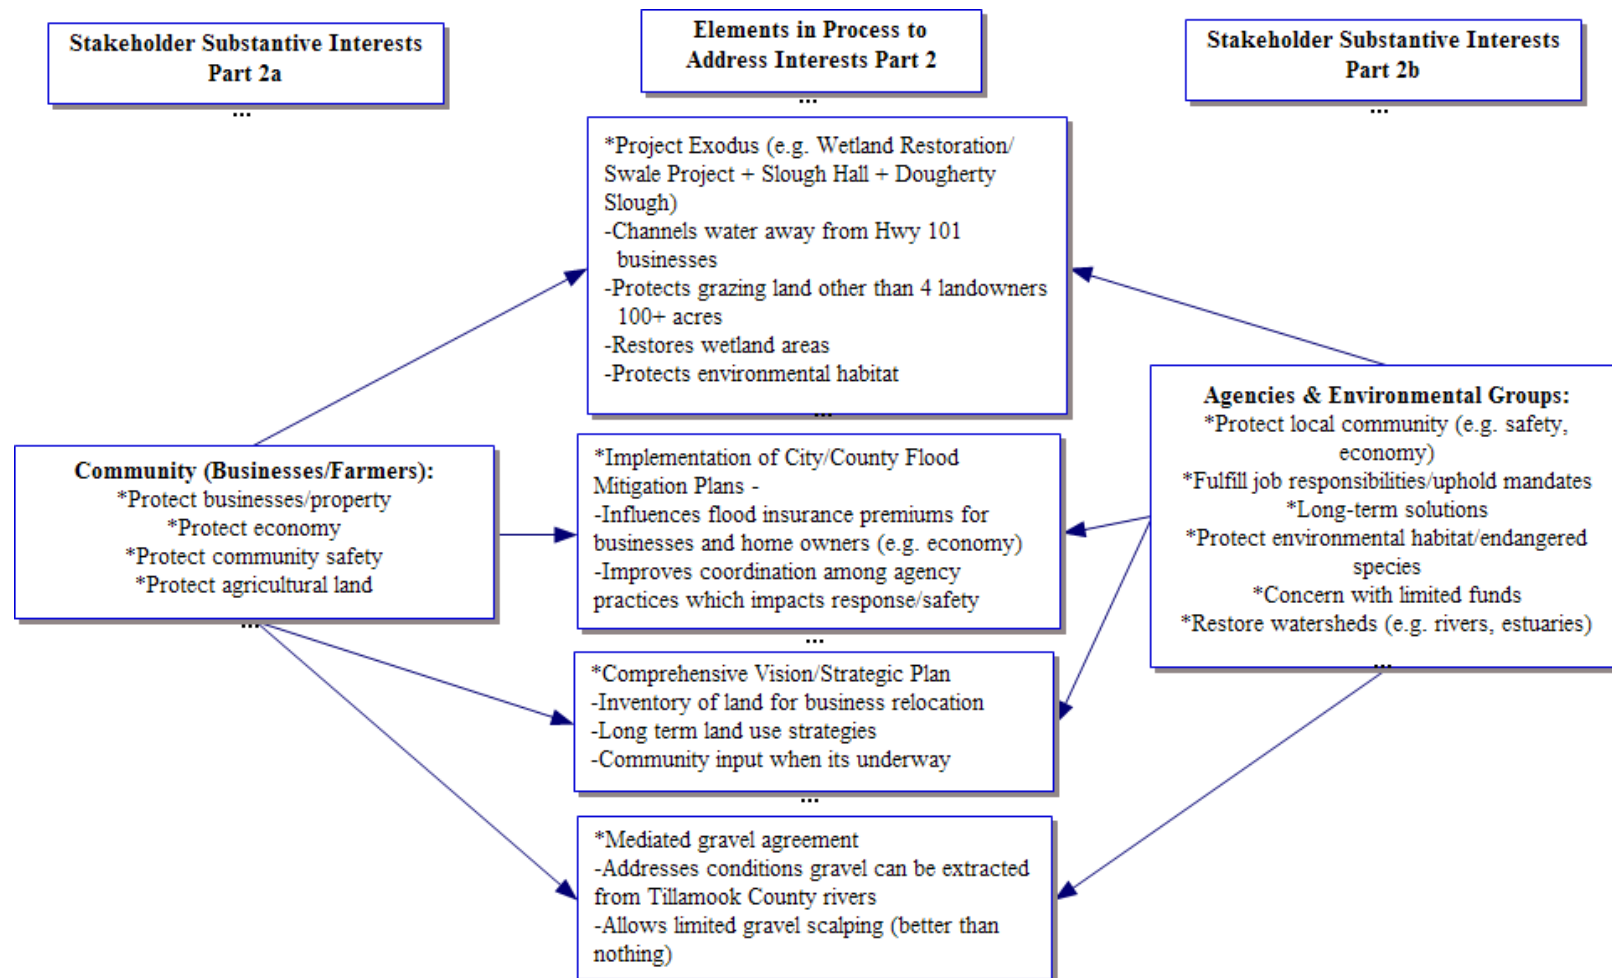 Stakeholder Substantive Interests
Part 2a
...
Elements in Process to
Address Interests Part 2
...
Stakeholder Substantive Interests
Part 2b
...
*Project Exodus (e.g. Wetland Restoration/
Swale Project + Slough Hall + Dougherty
Slough)
-Channels water away from Hwy 101
businesses
-Protects grazing land other than 4 landowners
100+ acres
-Restores wetland areas
-Protects environmental habitat
...
Community (Businesses/Farmers):
*Protect businesses/property
*Protect economy
*Protect community safety
*Protect agricultural land
...
*Implementation of City/County Flood
Mitigation Plans -
-Influences flood insurance premiums for
businesses and home owners (e.g. economy)
-Improves coordination among agency
practices which impacts response/safety
...
Agencies & Environmental Groups:
*Protect local community (e.g. safety,
economy)
*Fulfill job responsibilities/uphold mandates
*Long-term solutions
*Protect environmental habitat/endangered
species
*Concern with limited funds
*Restore watersheds (e.g. rivers, estuaries)
...
*Comprehensive Vision/Strategic Plan
-Inventory of land for business relocation
-Long term land use strategies
-Community input when its underway
...
*Mediated gravel agreement
-Addresses conditions gravel can be extracted
from Tillamook County rivers
-Allows limited gravel scalping (better than
nothing)